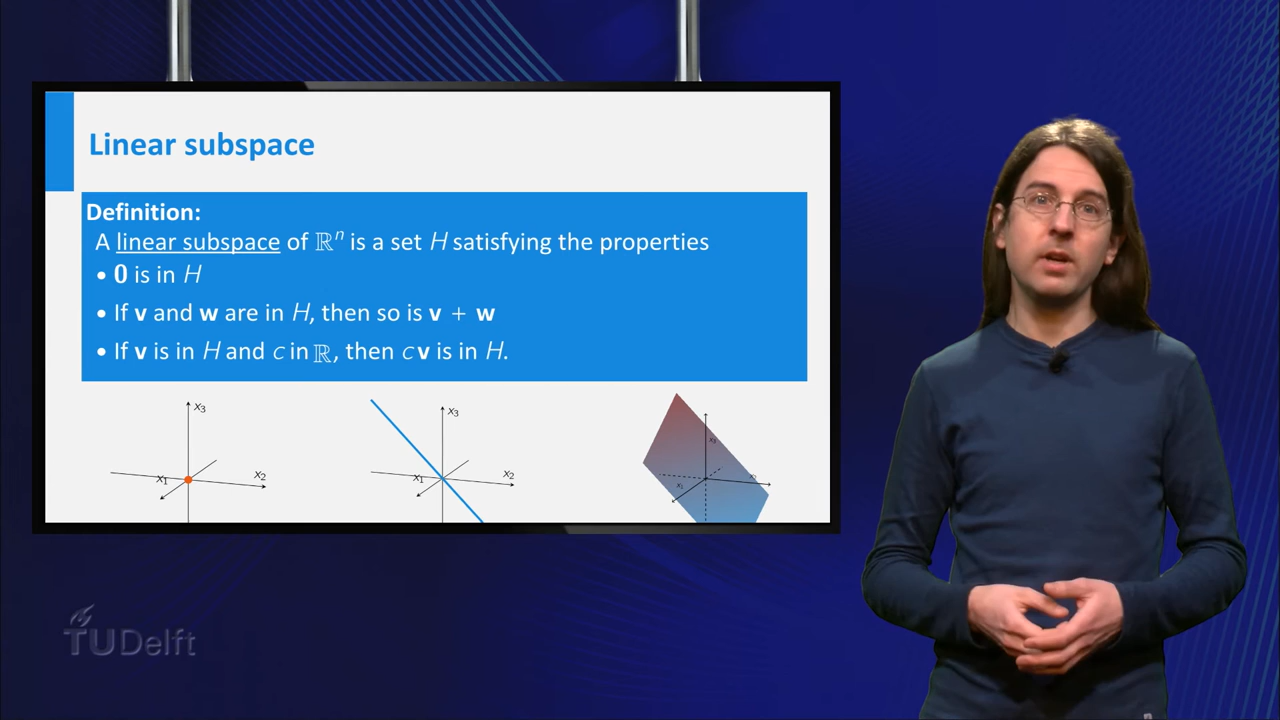 Linear subspace
Definition:
A linear subspace of ℝⁿ is a set H satisfying the properties
• 0 is in H
• If v and w are in H, then so is v + w
• If v is in H and c in ℝ, then cv is in H.
x₃
x₁
x₂
x₃
x₁
x₂
x₃
x₁
x₂
TUDelft